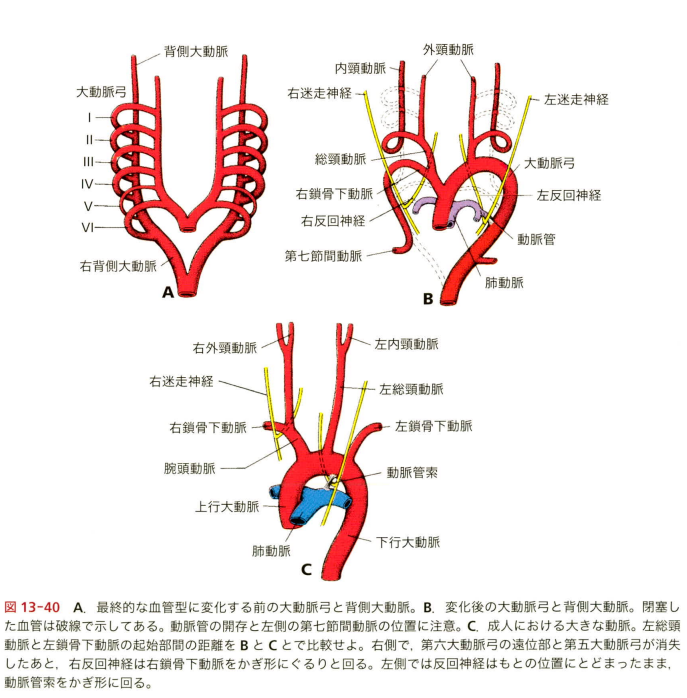 背側大動脈
大動脈弓
I
II
III
IV
V
VI
右背側大動脈
A
外頸動脈
内頸動脈
右迷走神経
左迷走神経
総頸動脈
大動脈弓
右鎖骨下動脈
左反回神経
右反回神経
動脈管
第七節間動脈
肺動脈
B
右外頸動脈
左内頸動脈
右迷走神経
左総頸動脈
右鎖骨下動脈
左鎖骨下動脈
腕頭動脈
動脈管索
上行大動脈
肺動脈
下行大動脈
C
図 13-40 A. 最終的な血管型に変化する前の大動脈弓と背側大動脈。B. 変化後の大動脈弓と背側大動脈。閉塞し
た血管は破線で示してある。動脈管の開存と左側の第七節間動脈の位置に注意。C. 成人における大きな動脈。左総頸
動脈と左鎖骨下動脈の起始部間の距離を B と C とで比較せよ。右側で，第六大動脈弓の遠位部と第五大動脈弓が消失
したあと，右反回神経は右鎖骨下動脈をかぎ形にぐるりと回る。左側では反回神経はもとの位置にとどまったまま，
動脈管索をかぎ形に回る。